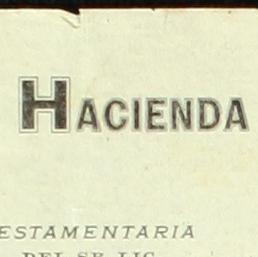 HACIENDA
ESTAMENTARIA
DEL SR. LIC.